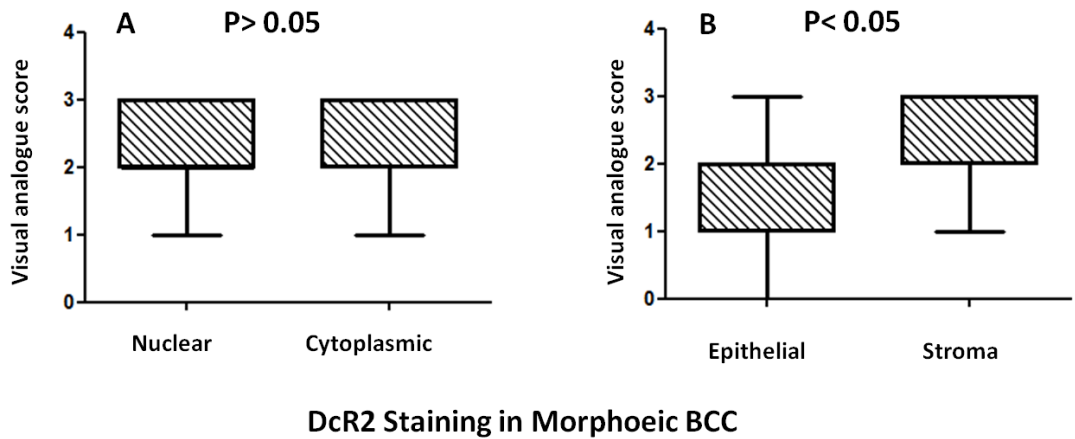 A P> 0.05
Visual analogue score
4
3
2
1
0
Nuclear Cytoplasmic
B P< 0.05
Visual analogue score
4
3
2
1
0
Epithelial Stroma
DcR2 Staining in Morphoeic BCC